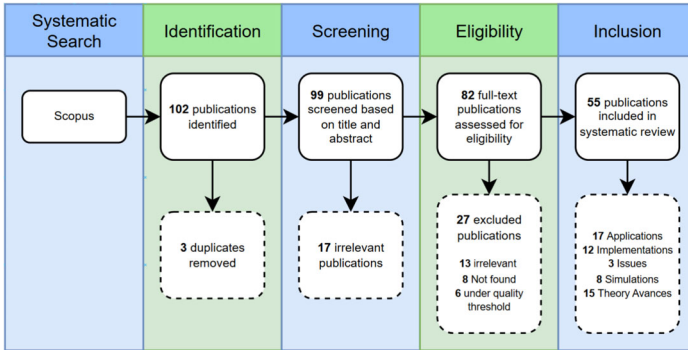 Systematic
Search
Identification
Screening
Eligibility
Inclusion
Scopus
102 publications
identified
99 publications
screened based
on title and
abstract
82 full-text
publications
assessed for
eligibility
55 publications
included in
systematic review
3 duplicates
removed
17 irrelevant
publications
27 excluded
publications
13 irrelevant
8 Not found
6 under quality
threshold
17 Applications
12 Implementations
3 Issues
8 Simulations
15 Theory Avances